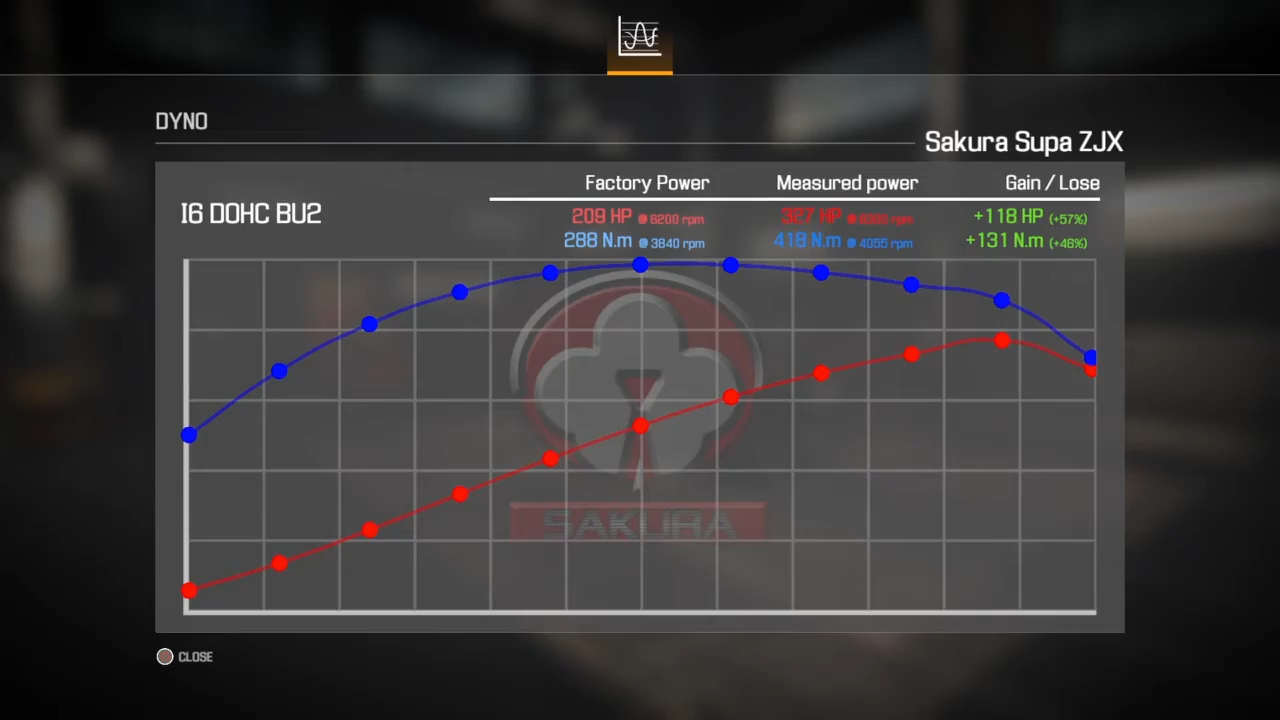 DYNO
Sakura Supa ZJX
Factory Power Measured power Gain / Lose
I6 DOHC BU2
209 HP @ 6200 rpm 327 HP +118 HP (+57%)
288 N.m @ 3840 rpm 418 N.m @ 4055 rpm +131 N.m (+46%)
SAKURA
CLOSE